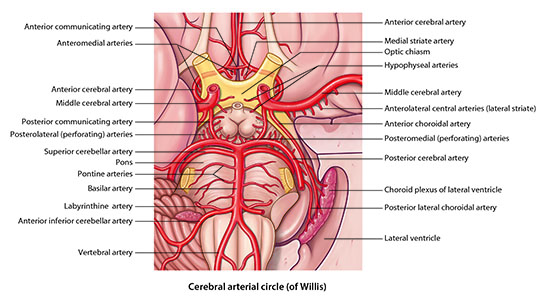 Anterior communicating artery
Anteromedial arteries
Anterior cerebral artery
Middle cerebral artery
Posterior communicating artery
Posterolateral (perforating) arteries
Superior cerebellar artery
Pons
Pontine arteries
Basilar artery
Labyrinthine artery
Anterior inferior cerebellar artery
Vertebral artery
Anterior cerebral artery
Medial striate artery
Optic chiasm
Hypophyseal arteries
Middle cerebral artery
Anterolateral central arteries (lateral striate)
Anterior choroidal artery
Posteromedial (perforating) arteries
Posterior cerebral artery
Choroid plexus of lateral ventricle
Posterior lateral choroidal artery
Lateral ventricle
Cerebral arterial circle (of Willis)